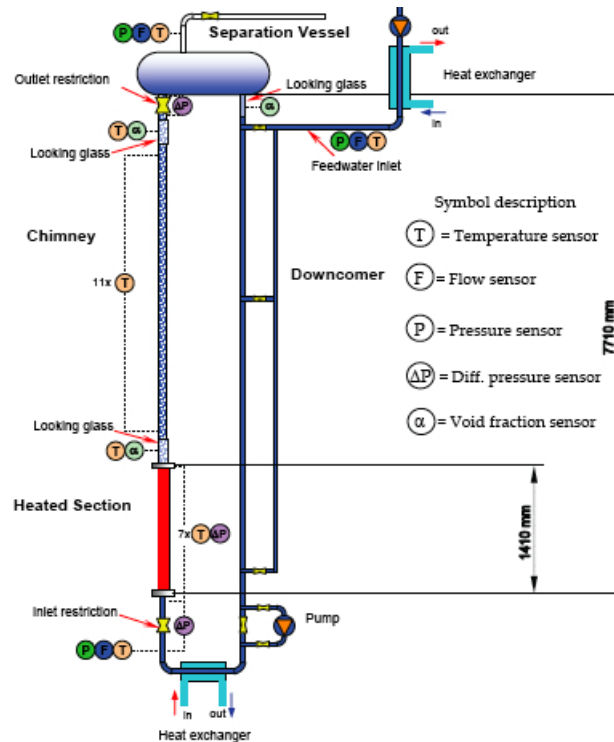 P F T
Separation Vessel
out
Heat exchanger
Outlet restriction
ΔP
Looking glass
α
in
T α
Looking glass
P F T
Feedwater inlet
Symbol description
T = Temperature sensor
Chimney
Downcomer
F = Flow sensor
11x T
P = Pressure sensor
7710 mm
ΔP = Diff. pressure sensor
α = Void fraction sensor
Looking glass
T α
Heated Section
7x T ΔP
1410 mm
Inlet restriction
ΔP
Pump
P F T
in out
Heat exchanger